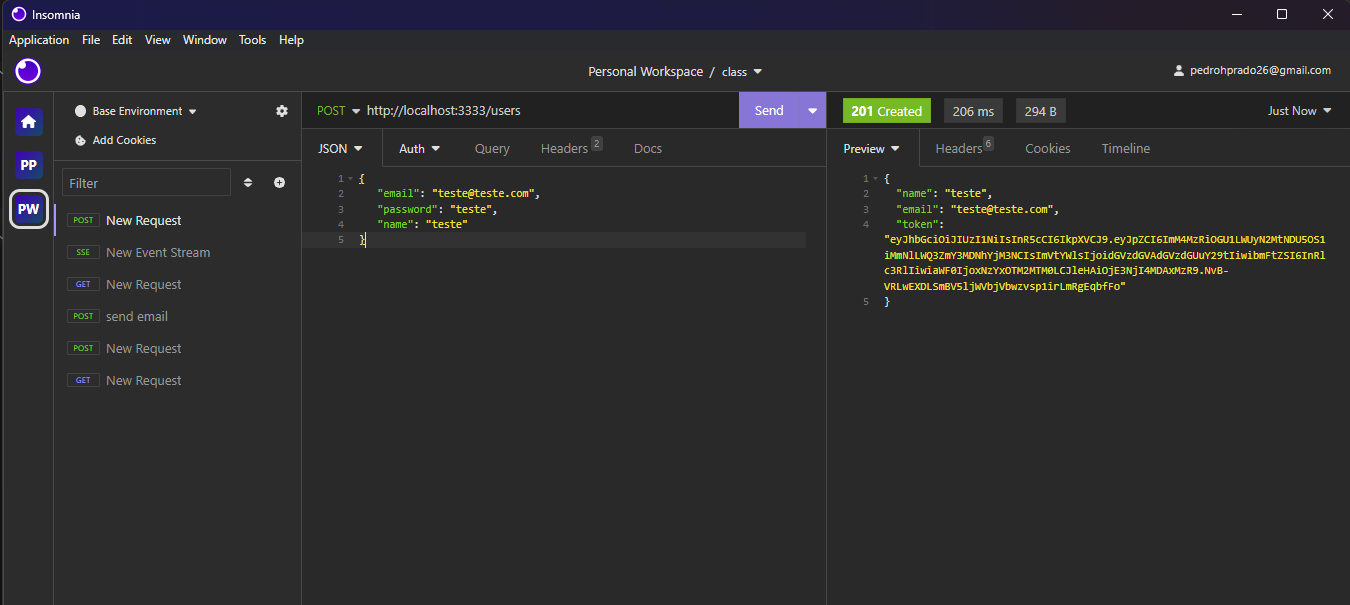 Insomnia
Application File Edit View Window Tools Help
Personal Workspace / class
pedrohprado26@gmail.com
Base Environment
Add Cookies
PP
PW
Filter
POST New Request
SSE New Event Stream
GET New Request
POST send email
POST New Request
GET New Request
POST http://localhost:3333/users
Send
JSON Auth Query Headers 2 Docs
1 {
2 "email": "teste@teste.com",
3 "password": "teste",
4 "name": "teste"
5 }
201 Created 206 ms 294 B Just Now
Preview Headers 6 Cookies Timeline
1 {
2 "name": "teste",
3 "email": "teste@teste.com",
4 "token":
"eyJhbGciOiJIUzI1NiIsInR5cCI6IkpXVCJ9.eyJpZCI6ImM4MzRiOGU1LWUyN2MtNDU5OS1
iMmNlLWQ3ZmY3MDNhYjM3NCIsImVtYWlsIjoidGVzdGVAdGVzdGUuY29tIiwibmFtZSI6InRl
c3RlIiwiaWF0IjoxNzYxOTM2MTM0LCJleHAiOjE3NjI4MDAxMzR9.NvB-
VRLwEXDLSmBV5ljWVbjVbwzvsp1irLmRgEqbfFo"
5 }